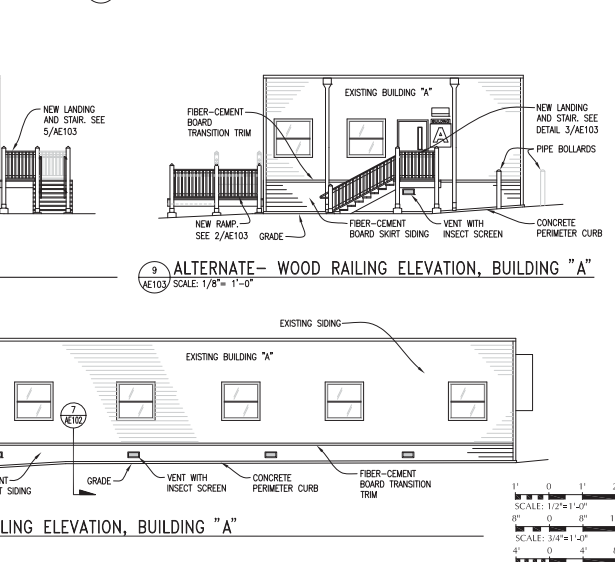 NEW LANDING
AND STAIR. SEE
5/AE103
FIBER-CEMENT
BOARD
TRANSITION TRIM
EXISTING BUILDING "A"
A
NEW LANDING
AND STAIR. SEE
DETAIL 3/AE103
PIPE BOLLARDS
NEW RAMP.
SEE 2/AE103
GRADE
FIBER-CEMENT
BOARD SKIRT SIDING
VENT WITH
INSECT SCREEN
CONCRETE
PERIMETER CURB
9
AE103
ALTERNATE- WOOD RAILING ELEVATION, BUILDING "A"
SCALE: 1/8"= 1'-0"
EXISTING SIDING
EXISTING BUILDING "A"
7
AE102
NT
T SIDING
GRADE
VENT WITH
INSECT SCREEN
CONCRETE
PERIMETER CURB
FIBER-CEMENT
BOARD TRANSITION
TRIM
LING ELEVATION, BUILDING "A"
1' 0 1' 2
SCALE: 1/2"=1'-0"
8" 0 8" 1
SCALE: 3/4"=1'-0"
4' 0 4' 8